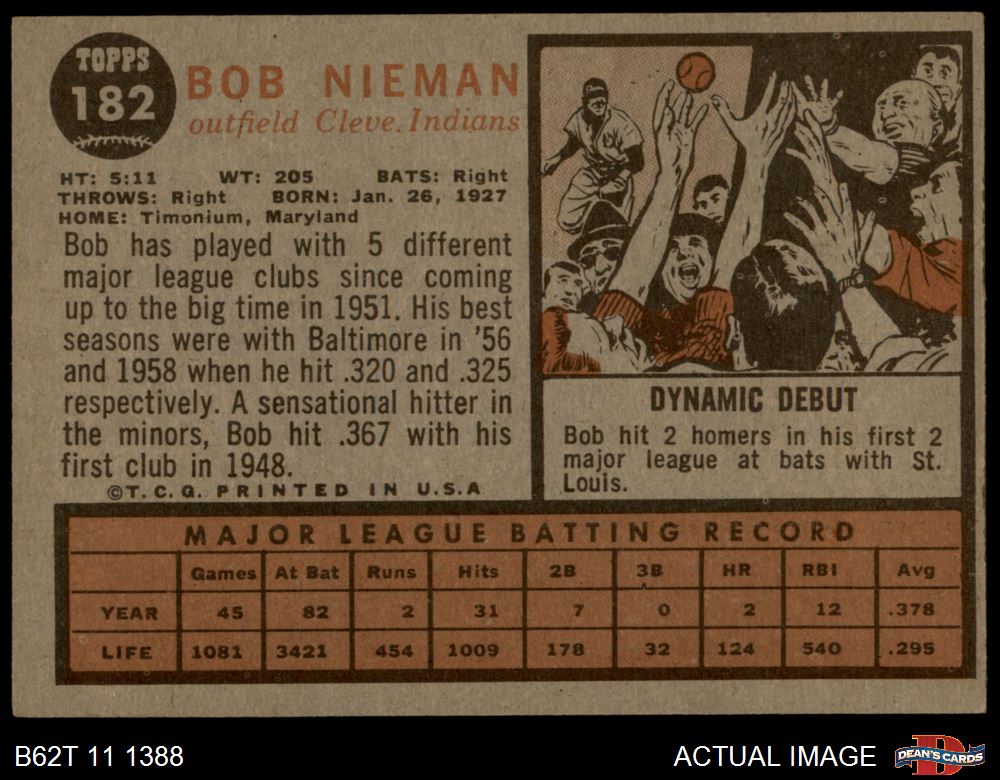 TOPPS
182
BOB NIEMAN
outfield Cleve. Indians
HT: 5:11 WT: 205 BATS: Right
THROWS: Right BORN: Jan. 26, 1927
HOME: Timonium, Maryland
Bob has played with 5 different
major league clubs since coming
up to the big time in 1951. His best
seasons were with Baltimore in '56
and 1958 when he hit .320 and .325
respectively. A sensational hitter in
the minors, Bob hit .367 with his
first club in 1948.
©T.C.G. PRINTED IN U.S.A
DYNAMIC DEBUT
Bob hit 2 homers in his first 2
major league at bats with St.
Louis.
MAJOR LEAGUE BATTING RECORD
Games At Bat Runs Hits 2B 3B HR RBI Avg
YEAR 45 82 2 31 7 0 2 12 .378
LIFE 1081 3421 454 1009 178 32 124 540 .295
B62T 11 1388
ACTUAL IMAGE
D
DEAN'S CARDS